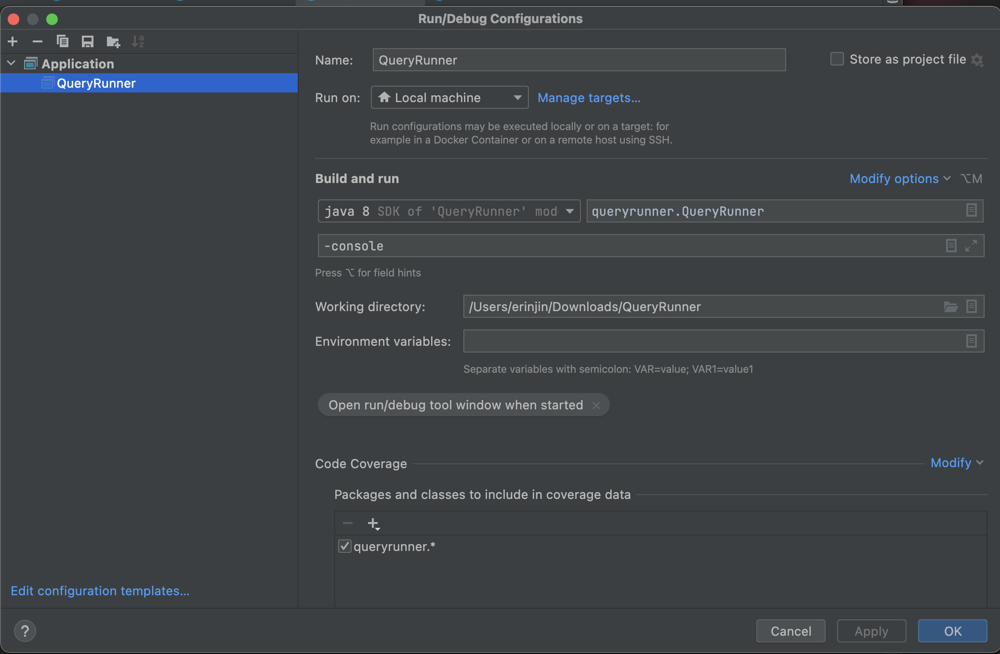 Run/Debug Configurations
Application
QueryRunner
Edit configuration templates...
Name:
QueryRunner
Store as project file
Run on:
Local machine
Manage targets...
Run configurations may be executed locally or on a target: for
example in a Docker Container or on a remote host using SSH.
Build and run
Modify options
⌥M
java 8 SDK of 'QueryRunner' mod
queryrunner.QueryRunner
-console
Press ⌥ for field hints
Working directory:
/Users/erinjin/Downloads/QueryRunner
Environment variables:
Separate variables with semicolon: VAR=value; VAR1=value1
Open run/debug tool window when started
Code Coverage
Modify
Packages and classes to include in coverage data
queryrunner.*
?
Cancel
Apply
OK